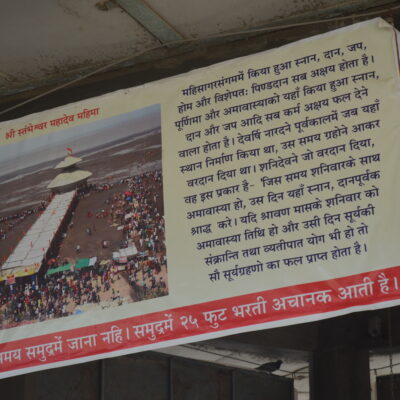 श्री स्तंभेश्वर महादेव महिमा
महिसागरसंगममें किया हुआ स्नान, दान, जप,
होम और विशेषतः पिण्डदान सब अक्षय होता है।
पूर्णिमा और अमावास्याको यहाँ किया हुआ स्नान,
दान और जप आदि सब कर्म अक्षय फल देने
वाला होता है। देवर्षि नारदने पूर्वकालमें जब यहाँ
स्थान निर्माण किया था, उस समय ग्रहोने आकर
वरदान दिया था। शनिदेवने जो वरदान दिया,
वह इस प्रकार है- 'जिस समय शनिवारके साथ
अमावास्या हो, उस दिन यहाँ स्नान, दानपूर्वक
श्राद्ध करे। यदि श्रावण मासके शनिवार को
अमावास्या तिथि हो और उसी दिन सूर्यकी
संक्रान्ति तथा व्यतीपात योग भी हो तो
सौ सूर्यग्रहणो का फल प्राप्त होता है।
समय समुद्रमें जाना नहि। समुद्रमें २५ फुट भरती अचानक आती है।